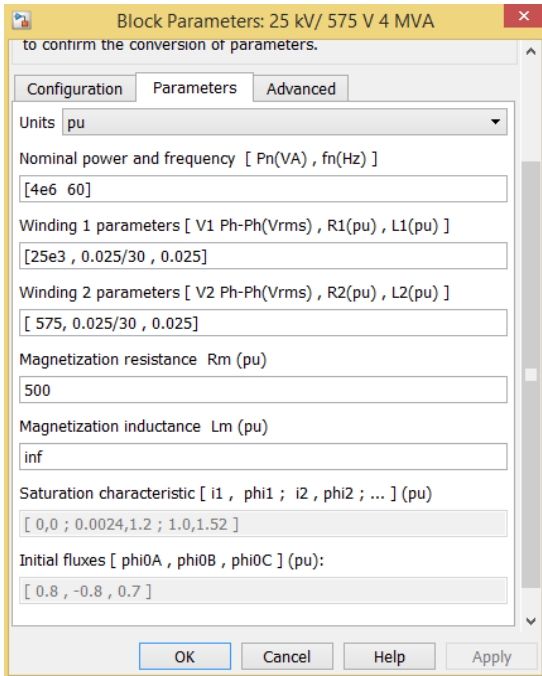 Block Parameters: 25 kV/ 575 V 4 MVA
to confirm the conversion of parameters.
Configuration Parameters Advanced
Units pu
Nominal power and frequency [ Pn(VA) , fn(Hz) ]
[4e6 60]
Winding 1 parameters [ V1 Ph-Ph(Vrms) , R1(pu) , L1(pu) ]
[25e3 , 0.025/30 , 0.025]
Winding 2 parameters [ V2 Ph-Ph(Vrms) , R2(pu) , L2(pu) ]
[ 575, 0.025/30 , 0.025]
Magnetization resistance Rm (pu)
500
Magnetization inductance Lm (pu)
inf
Saturation characteristic [ i1 , phi1 ; i2 , phi2 ; ... ] (pu)
[ 0,0 ; 0.0024,1.2 ; 1.0,1.52 ]
Initial fluxes [ phi0A , phi0B , phi0C ] (pu):
[ 0.8 , -0.8 , 0.7 ]
OK Cancel Help Apply